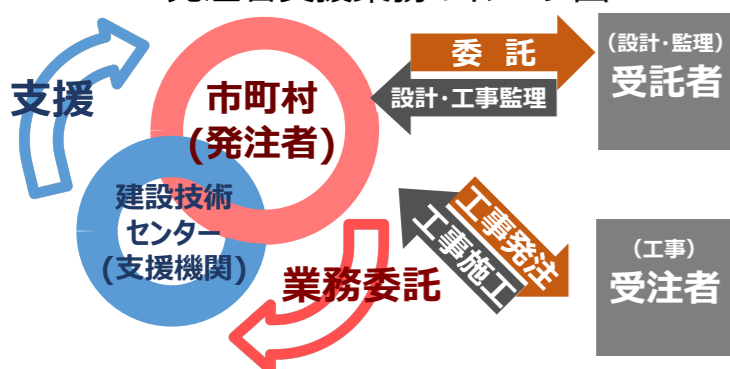 支援
市町村
(発注者)
建設技術
センター
(支援機関)
業務委託
委 託
設計・工事監理
(設計・監理)
受託者
工事発注
工事施工
(工事)
受注者